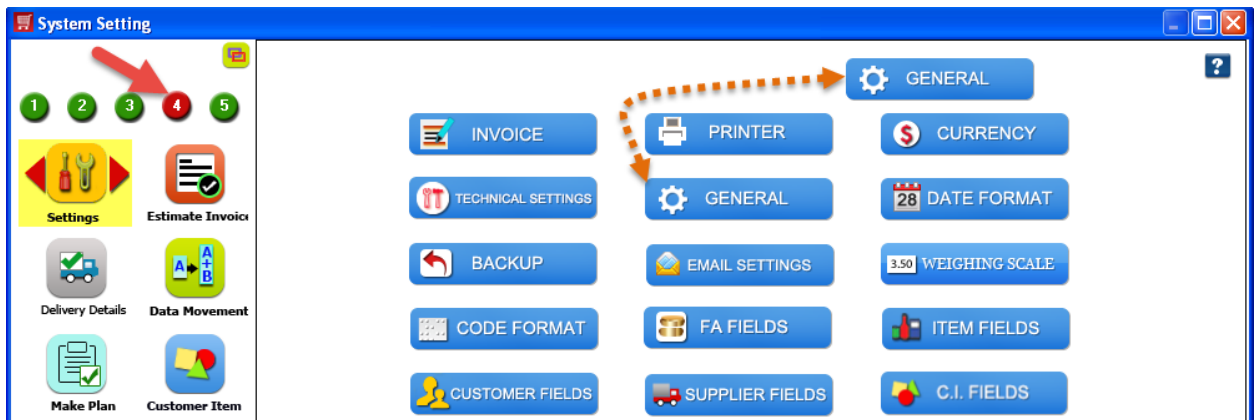 System Setting
GENERAL
?
1 2 3 4 5
INVOICE
PRINTER
CURRENCY
TECHNICAL SETTINGS
GENERAL
28 DATE FORMAT
Settings
Estimate Invoice
BACKUP
EMAIL SETTINGS
3.50 WEIGHING SCALE
A A+B
Delivery Details
Data Movement
CODE FORMAT
FA FIELDS
ITEM FIELDS
CUSTOMER FIELDS
SUPPLIER FIELDS
C.I. FIELDS
Make Plan
Customer Item